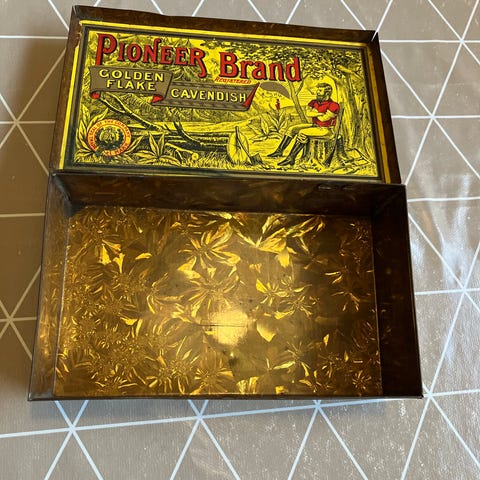 PIONEER Brand
REGISTERED
GOLDEN
FLAKE CAVENDISH